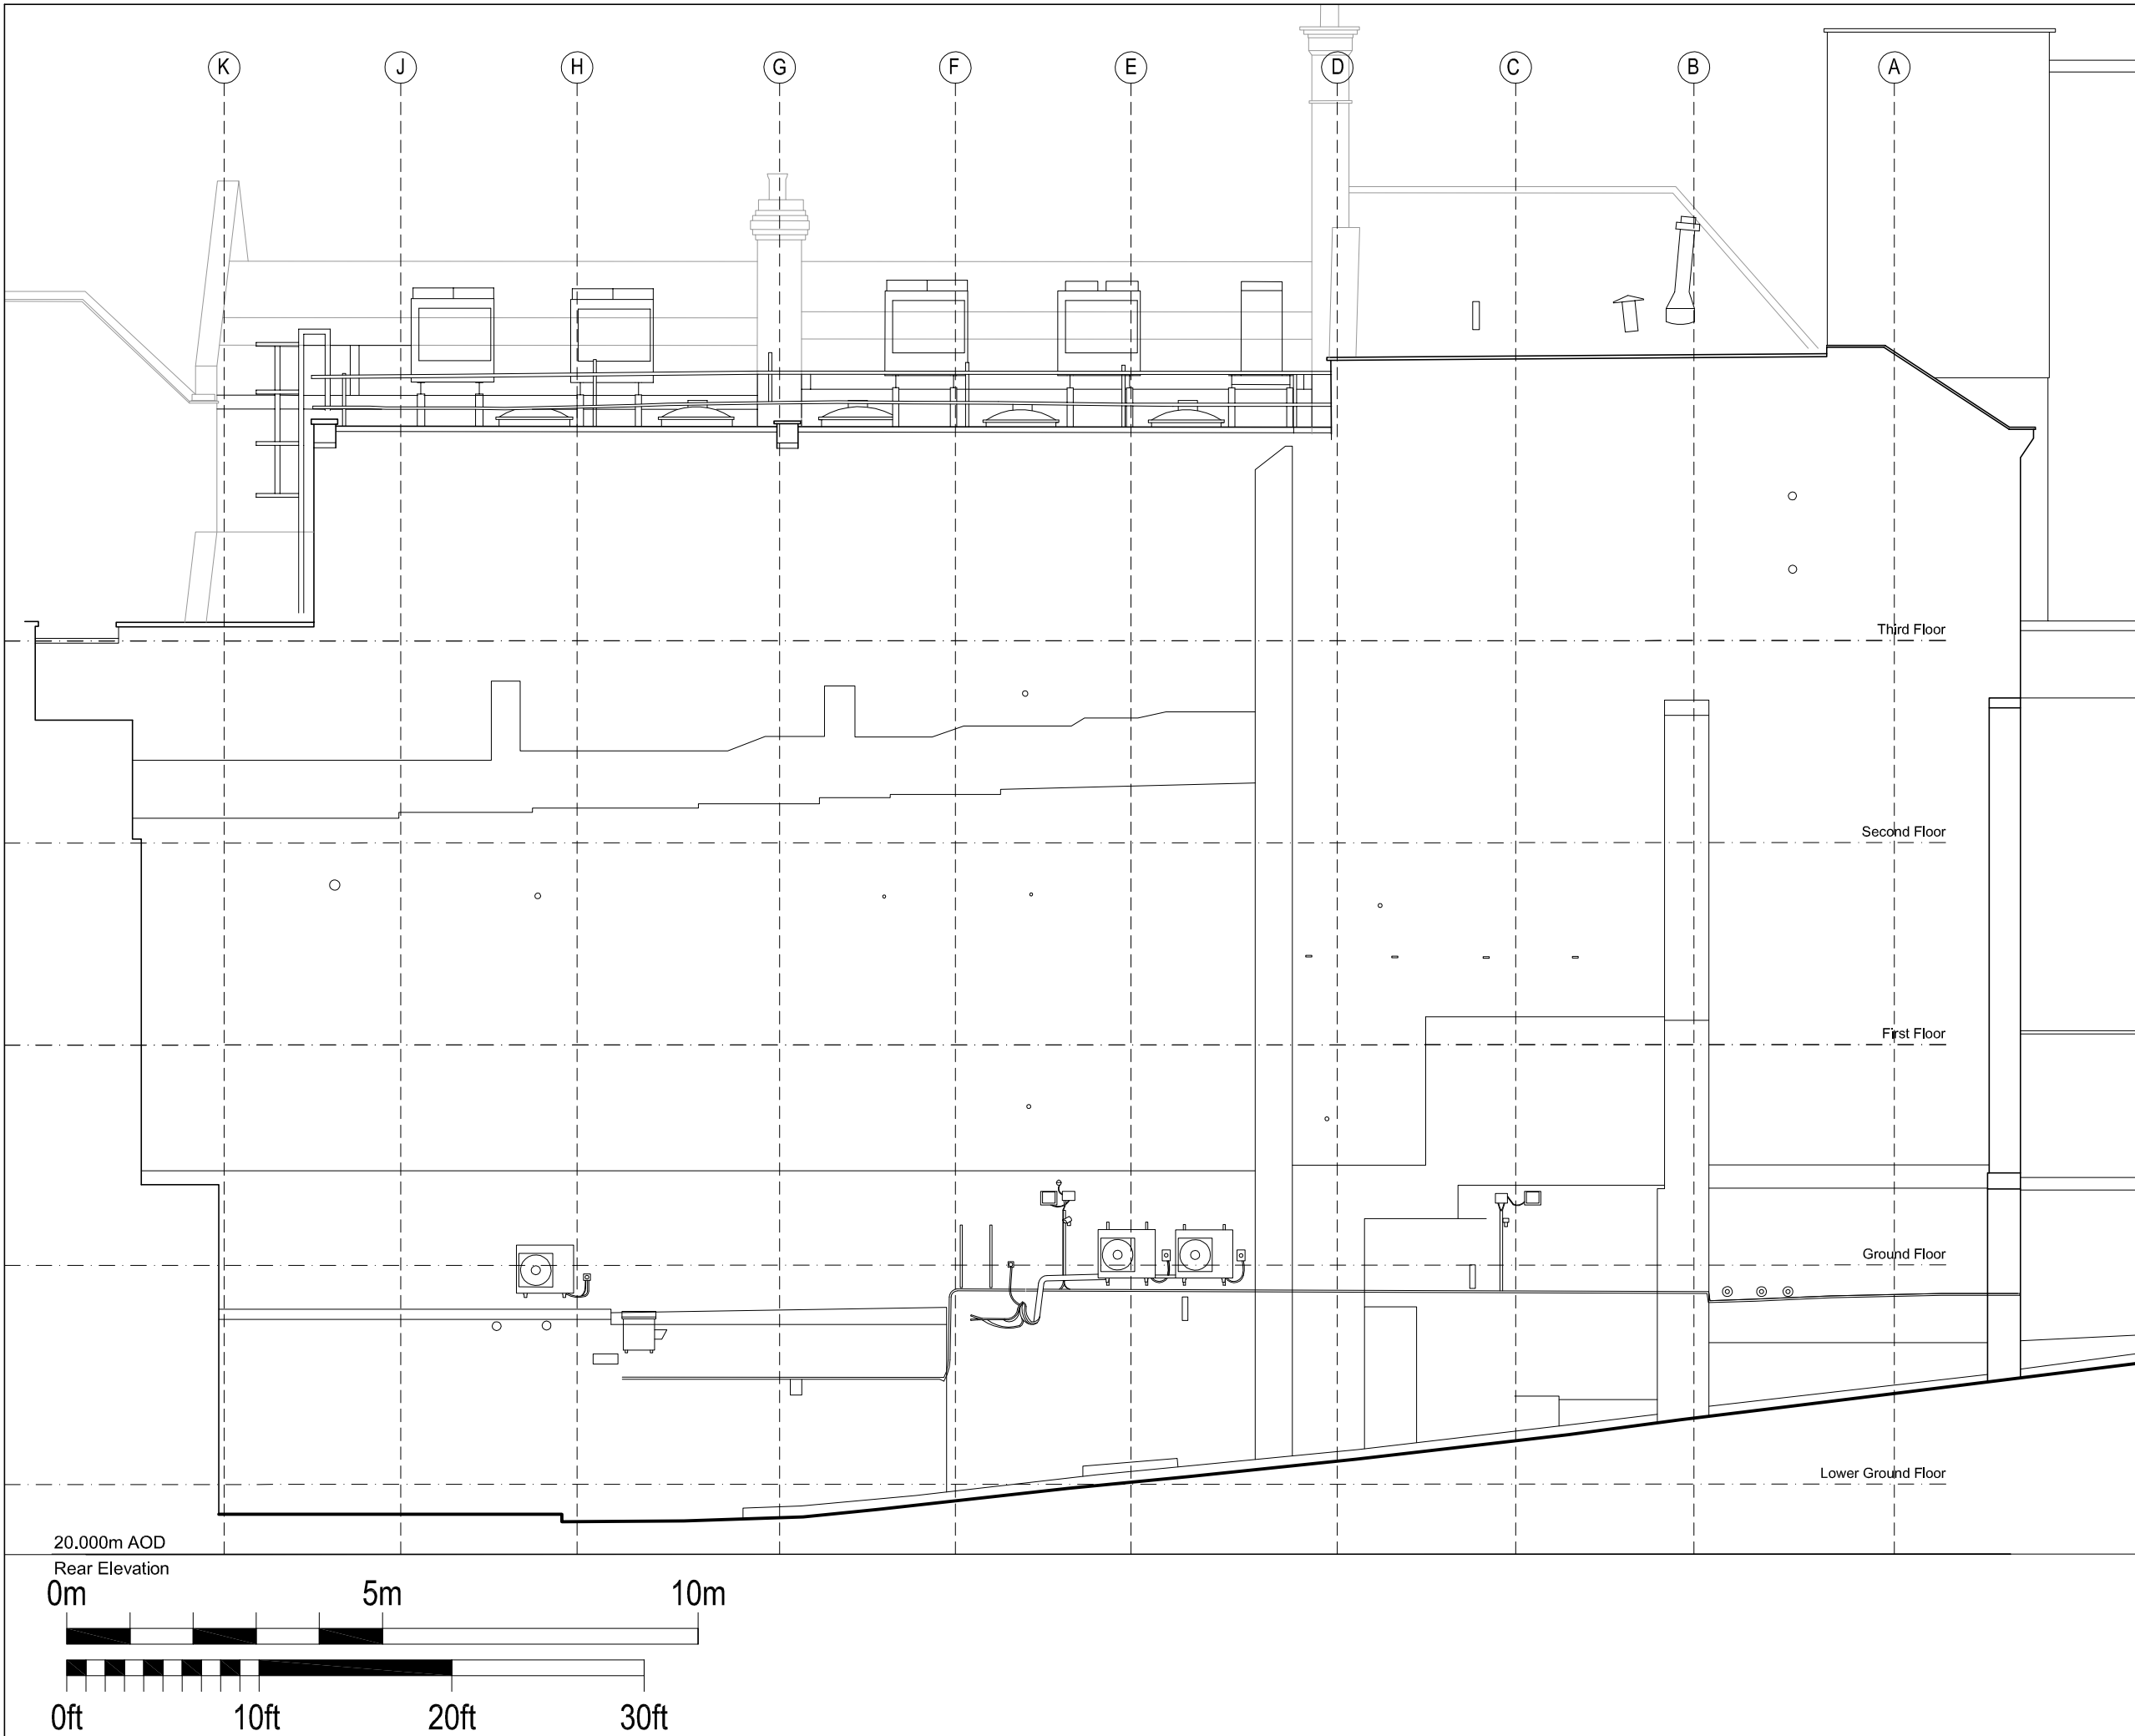 K J H G F E D C B A
Third Floor
Second Floor
First Floor
Ground Floor
Lower Ground Floor
20.000m AOD
Rear Elevation
0m 5m 10m
0ft 10ft 20ft 30ft